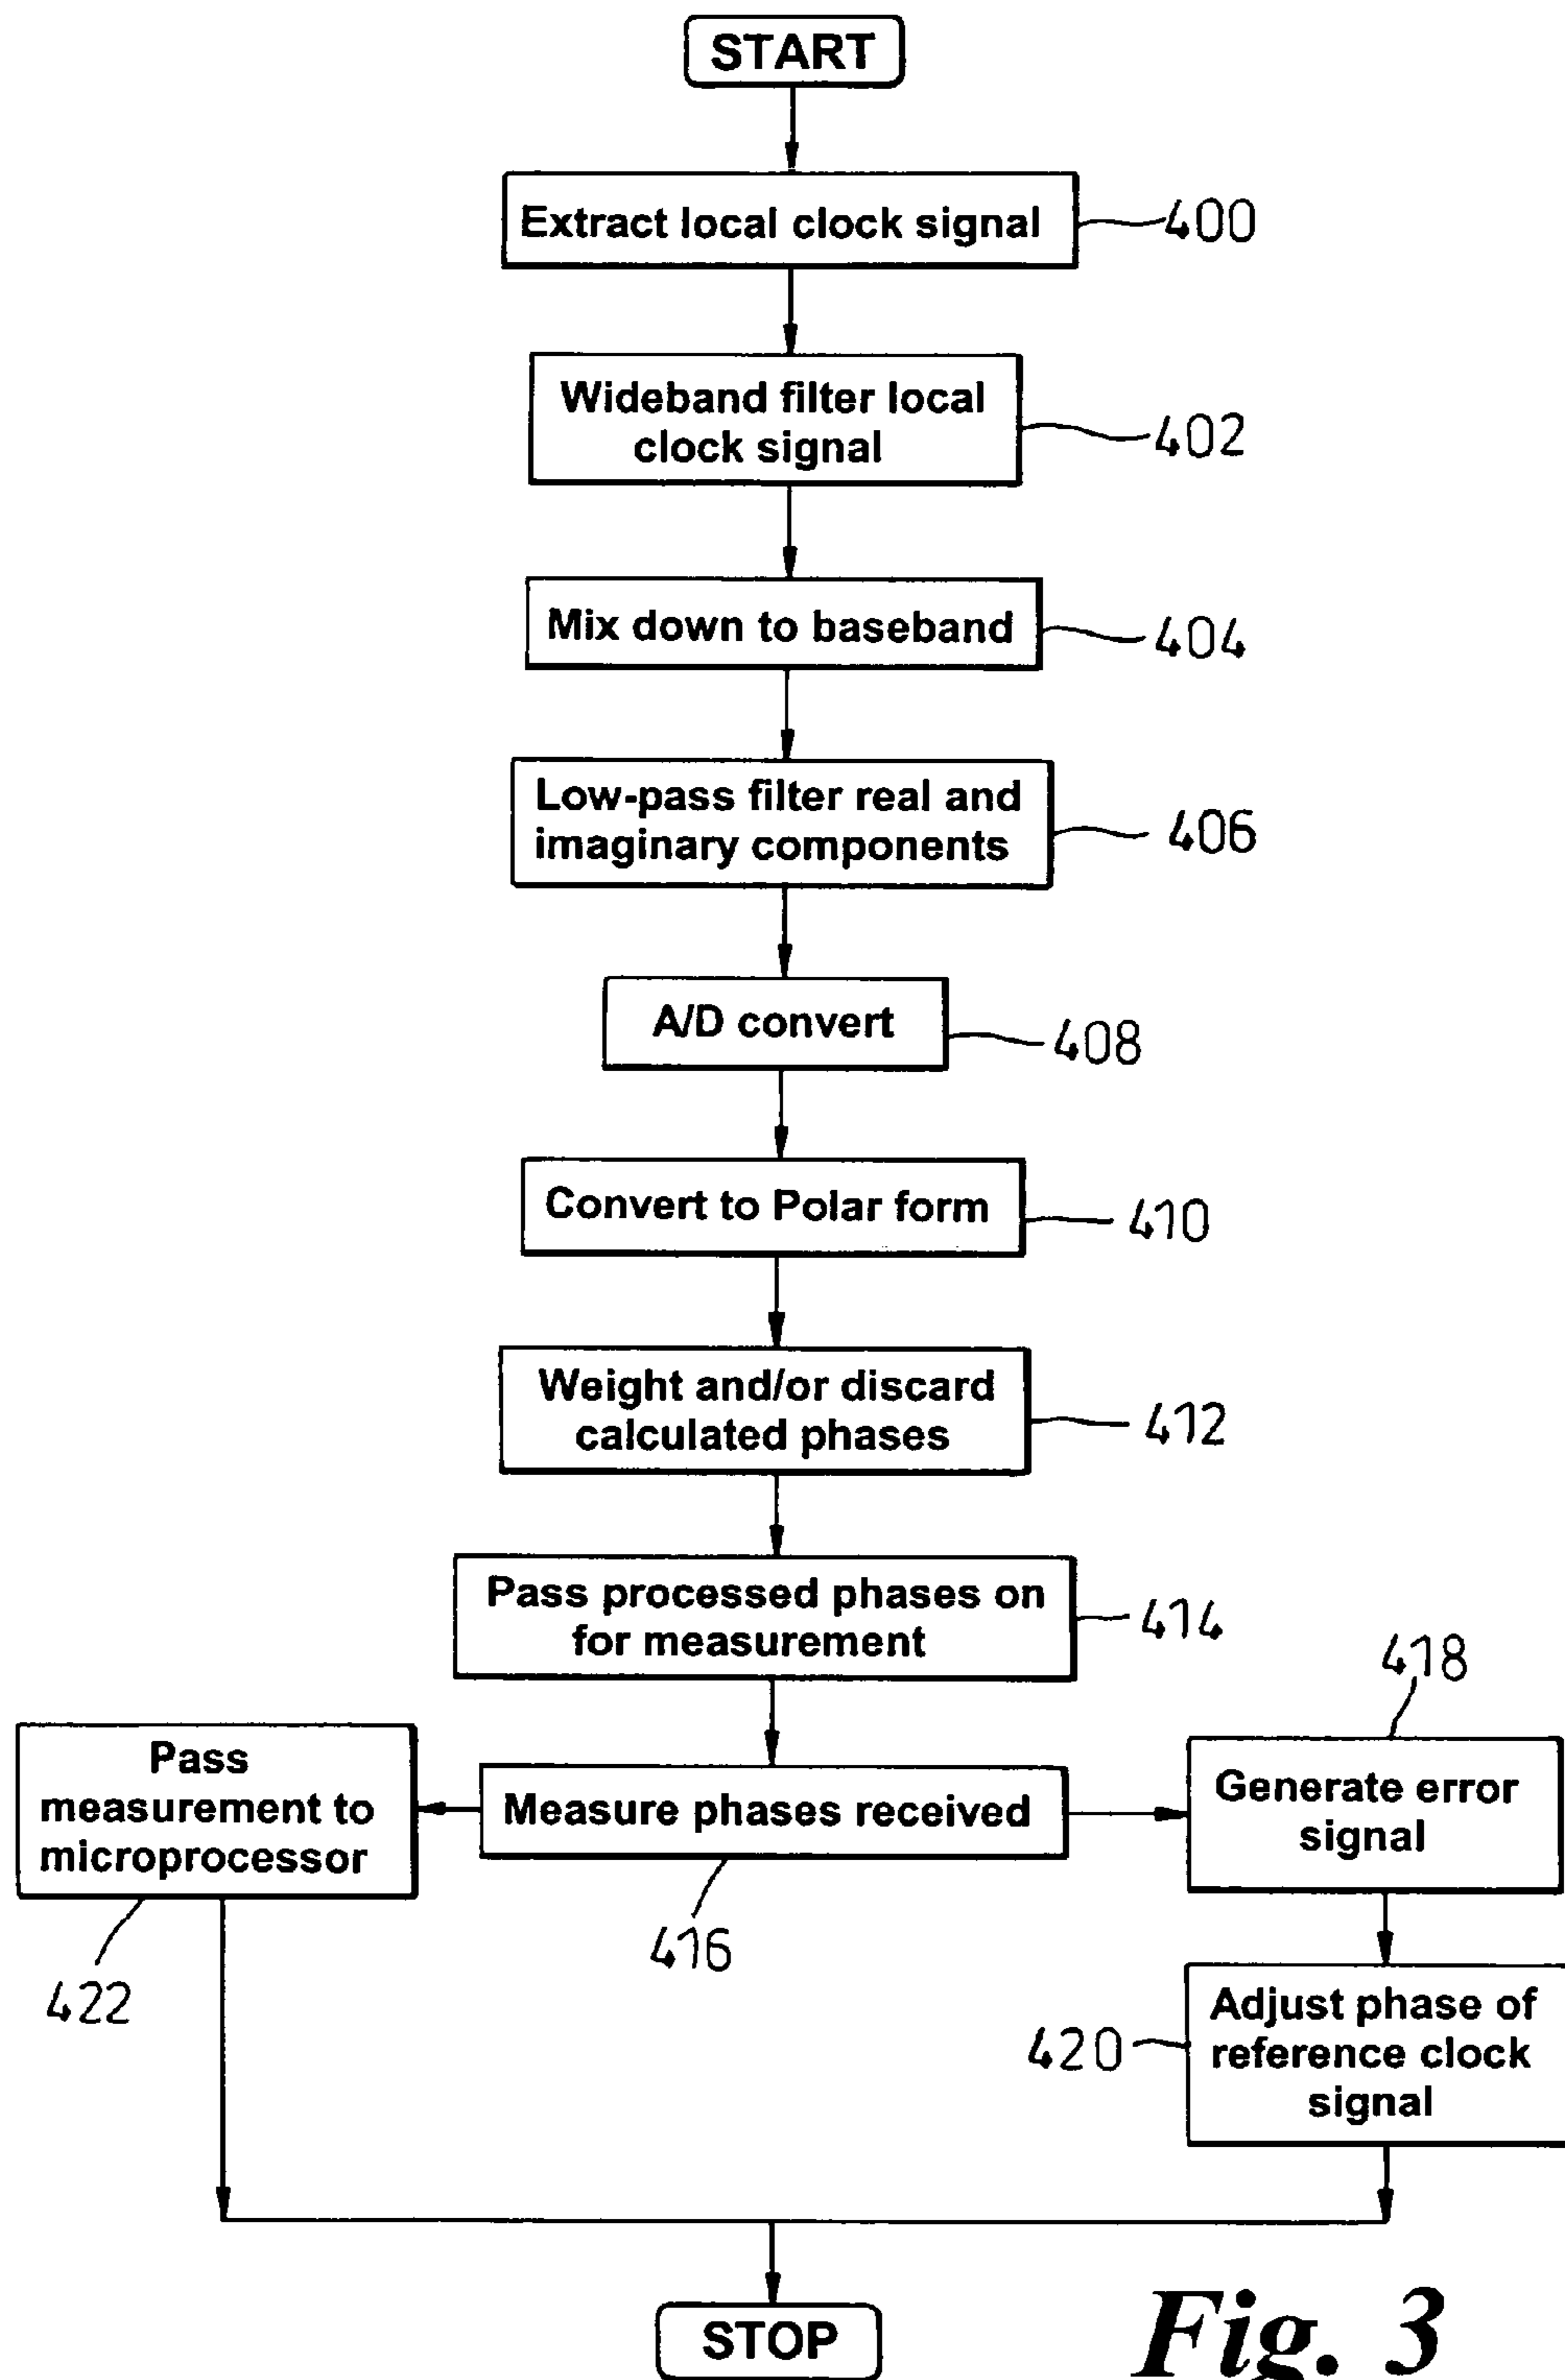 START
Extract local clock signal
400
Wideband filter local
clock signal
402
Mix down to baseband
404
Low-pass filter real and
imaginary components
406
A/D convert
408
Convert to Polar form
410
Weight and/or discard
calculated phases
412
Pass processed phases on
for measurement
414
Pass
measurement to
microprocessor
422
Measure phases received
416
418
Generate error
signal
420
Adjust phase of
reference clock
signal
STOP
Fig. 3